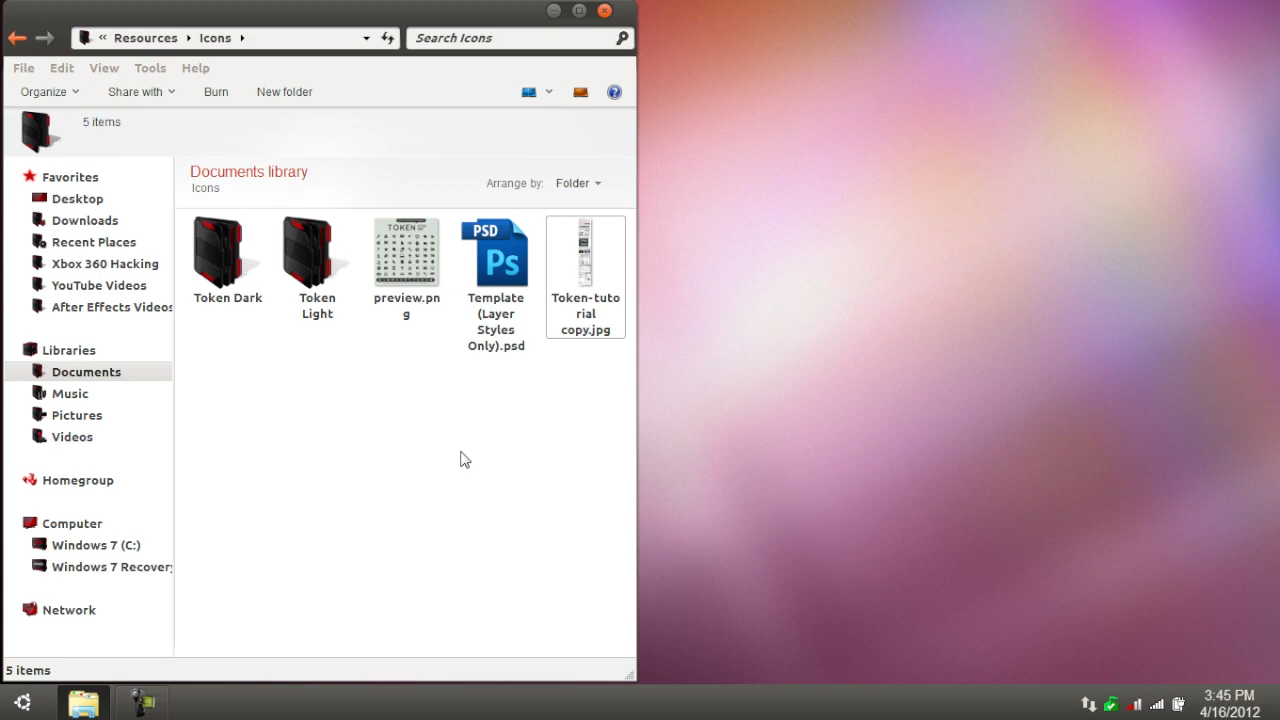 « Resources Icons
Search Icons
File Edit View Tools Help
Organize Share with Burn New folder
5 items
Documents library
Icons
Arrange by: Folder
Favorites
Desktop
Downloads
Recent Places
Xbox 360 Hacking
YouTube Videos
After Effects Videos
Libraries
Documents
Music
Pictures
Videos
Homegroup
Computer
Windows 7 (C:)
Windows 7 Recovery
Network
Token Dark
Token
Light
TOKEN
preview.pn
g
PSD
Ps
Template
(Layer
Styles
Only).psd
Token-tuto
rial
copy.jpg
5 items
3:45 PM
4/16/2012